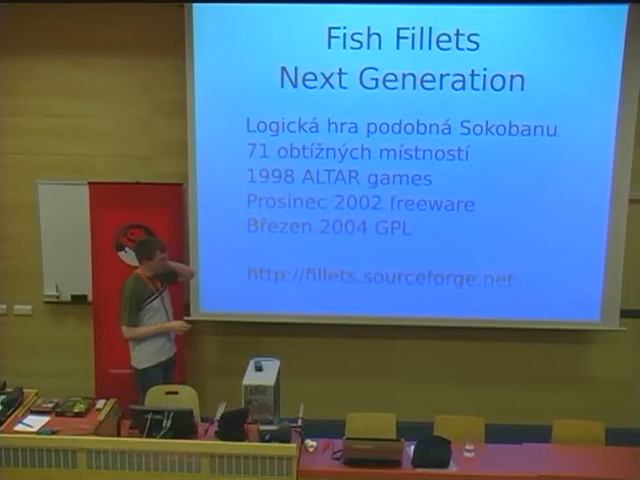 Fish Fillets
Next Generation
Logická hra podobná Sokobanu
71 obtížných místností
1998 ALTAR games
Prosinec 2002 freeware
Březen 2004 GPL
http://fillets.sourceforge.net